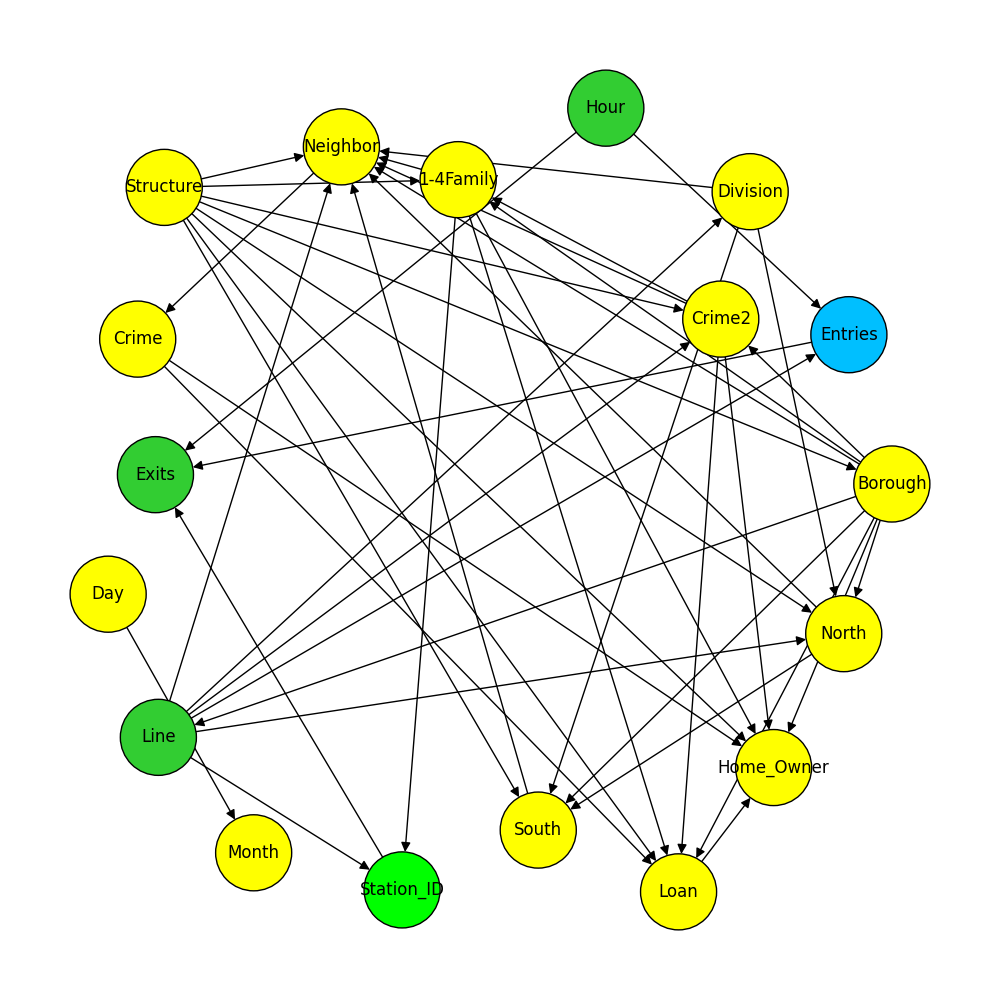 Hour
Neighbor
1-4Family
Structure
Division
Crime2
Entries
Crime
Exits
Borough
Day
North
Line
Home_Owner
South
Month
Station_ID
Loan